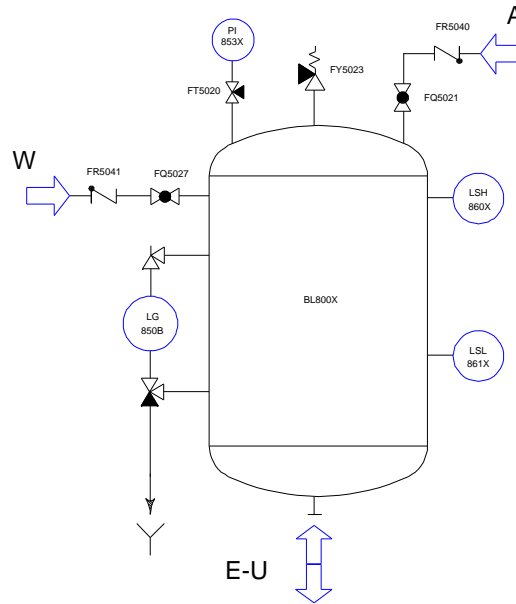 A
PI
853X
FR5040
FY5023
FT5020
FQ5021
W
FR5041
FQ5027
LSH
860X
BL800X
LG
850B
LSL
861X
E-U